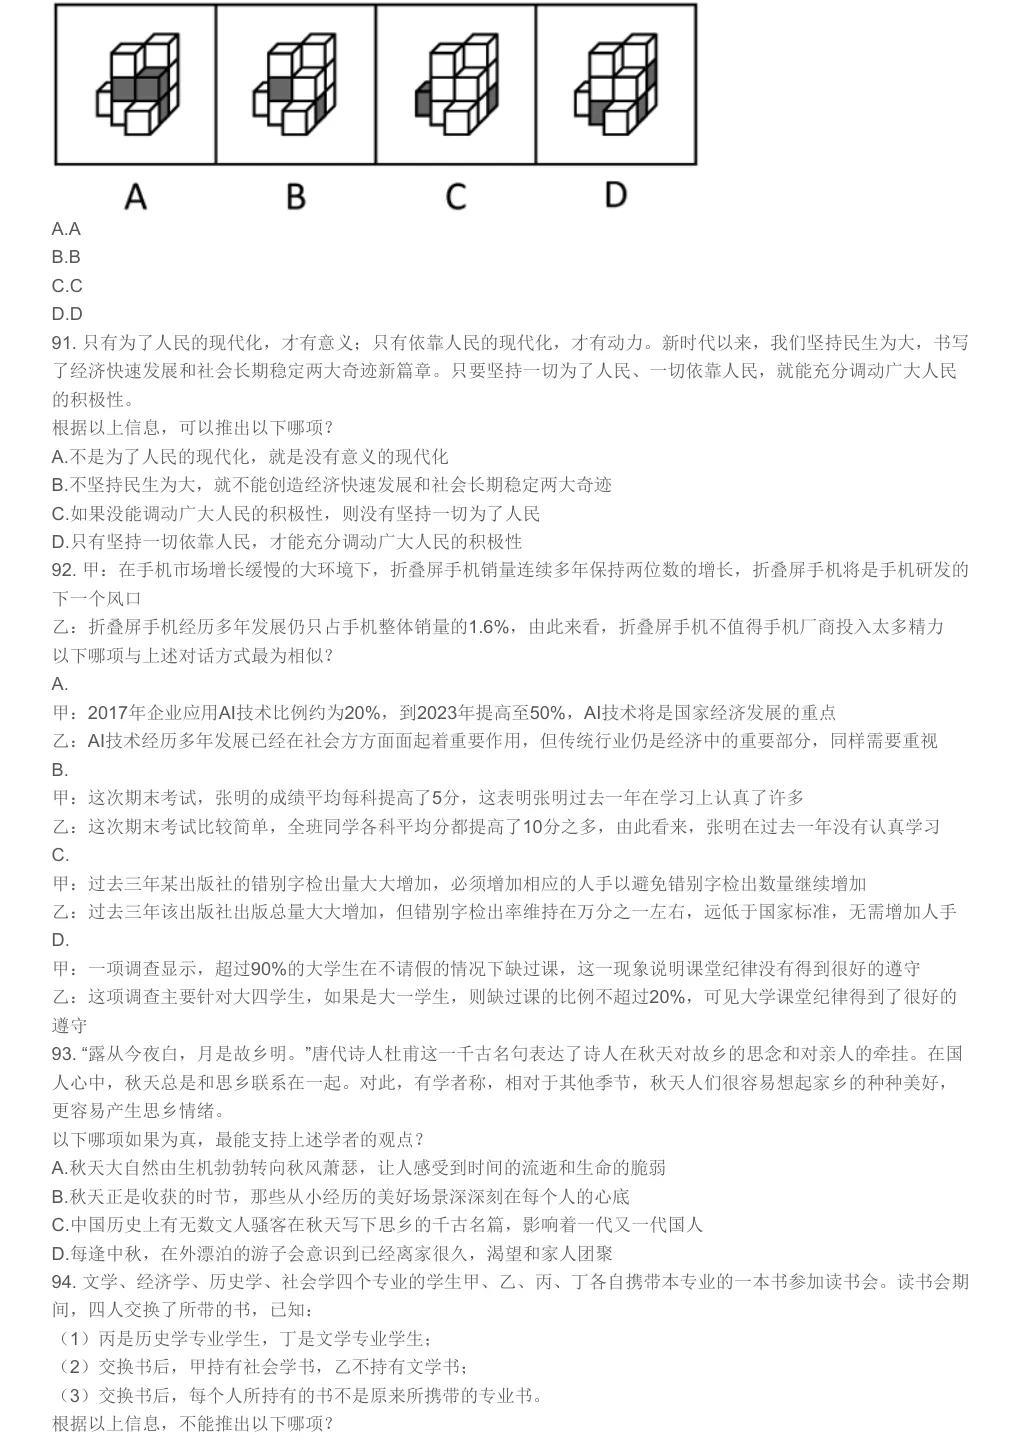 A B C D
A.A
B.B
C.C
D.D
91. 只有为了人民的现代化，才有意义；只有依靠人民的现代化，才有动力。新时代以来，我们坚持民生为大，书写
了经济快速发展和社会长期稳定两大奇迹新篇章。只要坚持一切为了人民、一切依靠人民，就能充分调动广大人民
的积极性。
根据以上信息，可以推出以下哪项？
A.不是为了人民的现代化，就是没有意义的现代化
B.不坚持民生为大，就不能创造经济快速发展和社会长期稳定两大奇迹
C.如果没能调动广大人民的积极性，则没有坚持一切为了人民
D.只有坚持一切依靠人民，才能充分调动广大人民的积极性
92. 甲：在手机市场增长缓慢的大环境下，折叠屏手机销量连续多年保持两位数的增长，折叠屏手机将是手机研发的
下一个风口
乙：折叠屏手机经历多年发展仍只占手机整体销量的1.6%，由此来看，折叠屏手机不值得手机厂商投入太多精力
以下哪项与上述对话方式最为相似？
A.
甲：2017年企业应用AI技术比例约为20%，到2023年提高至50%，AI技术将是国家经济发展的重点
乙：AI技术经历多年发展已经在社会方方面面起着重要作用，但传统行业仍是经济中的重要部分，同样需要重视
B.
甲：这次期末考试，张明的成绩平均每科提高了5分，这表明张明过去一年在学习上认真了许多
乙：这次期末考试比较简单，全班同学各科平均分都提高了10分之多，由此看来，张明在过去一年没有认真学习
C.
甲：过去三年某出版社的错别字检出量大大增加，必须增加相应的人手以避免错别字检出数量继续增加
乙：过去三年该出版社出版总量大大增加，但错别字检出率维持在万分之一左右，远低于国家标准，无需增加人手
D.
甲：一项调查显示，超过90%的大学生在不请假的情况下缺过课，这一现象说明课堂纪律没有得到很好的遵守
乙：这项调查主要针对大四学生，如果是大一学生，则缺过课的比例不超过20%，可见大学课堂纪律得到了很好的
遵守
93. “露从今夜白，月是故乡明。”唐代诗人杜甫这一千古名句表达了诗人在秋天对故乡的思念和对亲人的牵挂。在国
人心中，秋天总是和思乡联系在一起。对此，有学者称，相对于其他季节，秋天人们很容易想起家乡的种种美好，
更容易产生思乡情绪。
以下哪项如果为真，最能支持上述学者的观点？
A.秋天大自然由生机勃勃转向秋风萧瑟，让人感受到时间的流逝和生命的脆弱
B.秋天正是收获的时节，那些从小经历的美好场景深深刻在每个人的心底
C.中国历史上有无数文人骚客在秋天写下思乡的千古名篇，影响着一代又一代国人
D.每逢中秋，在外漂泊的游子会意识到已经离家很久，渴望和家人团聚
94. 文学、经济学、历史学、社会学四个专业的学生甲、乙、丙、丁各自携带本专业的一本书参加读书会。读书会期
间，四人交换了所带的书，已知：
（1）丙是历史学专业学生，丁是文学专业学生；
（2）交换书后，甲持有社会学书，乙不持有文学书；
（3）交换书后，每个人所持有的书不是原来所携带的专业书。
根据以上信息，不能推出以下哪项？